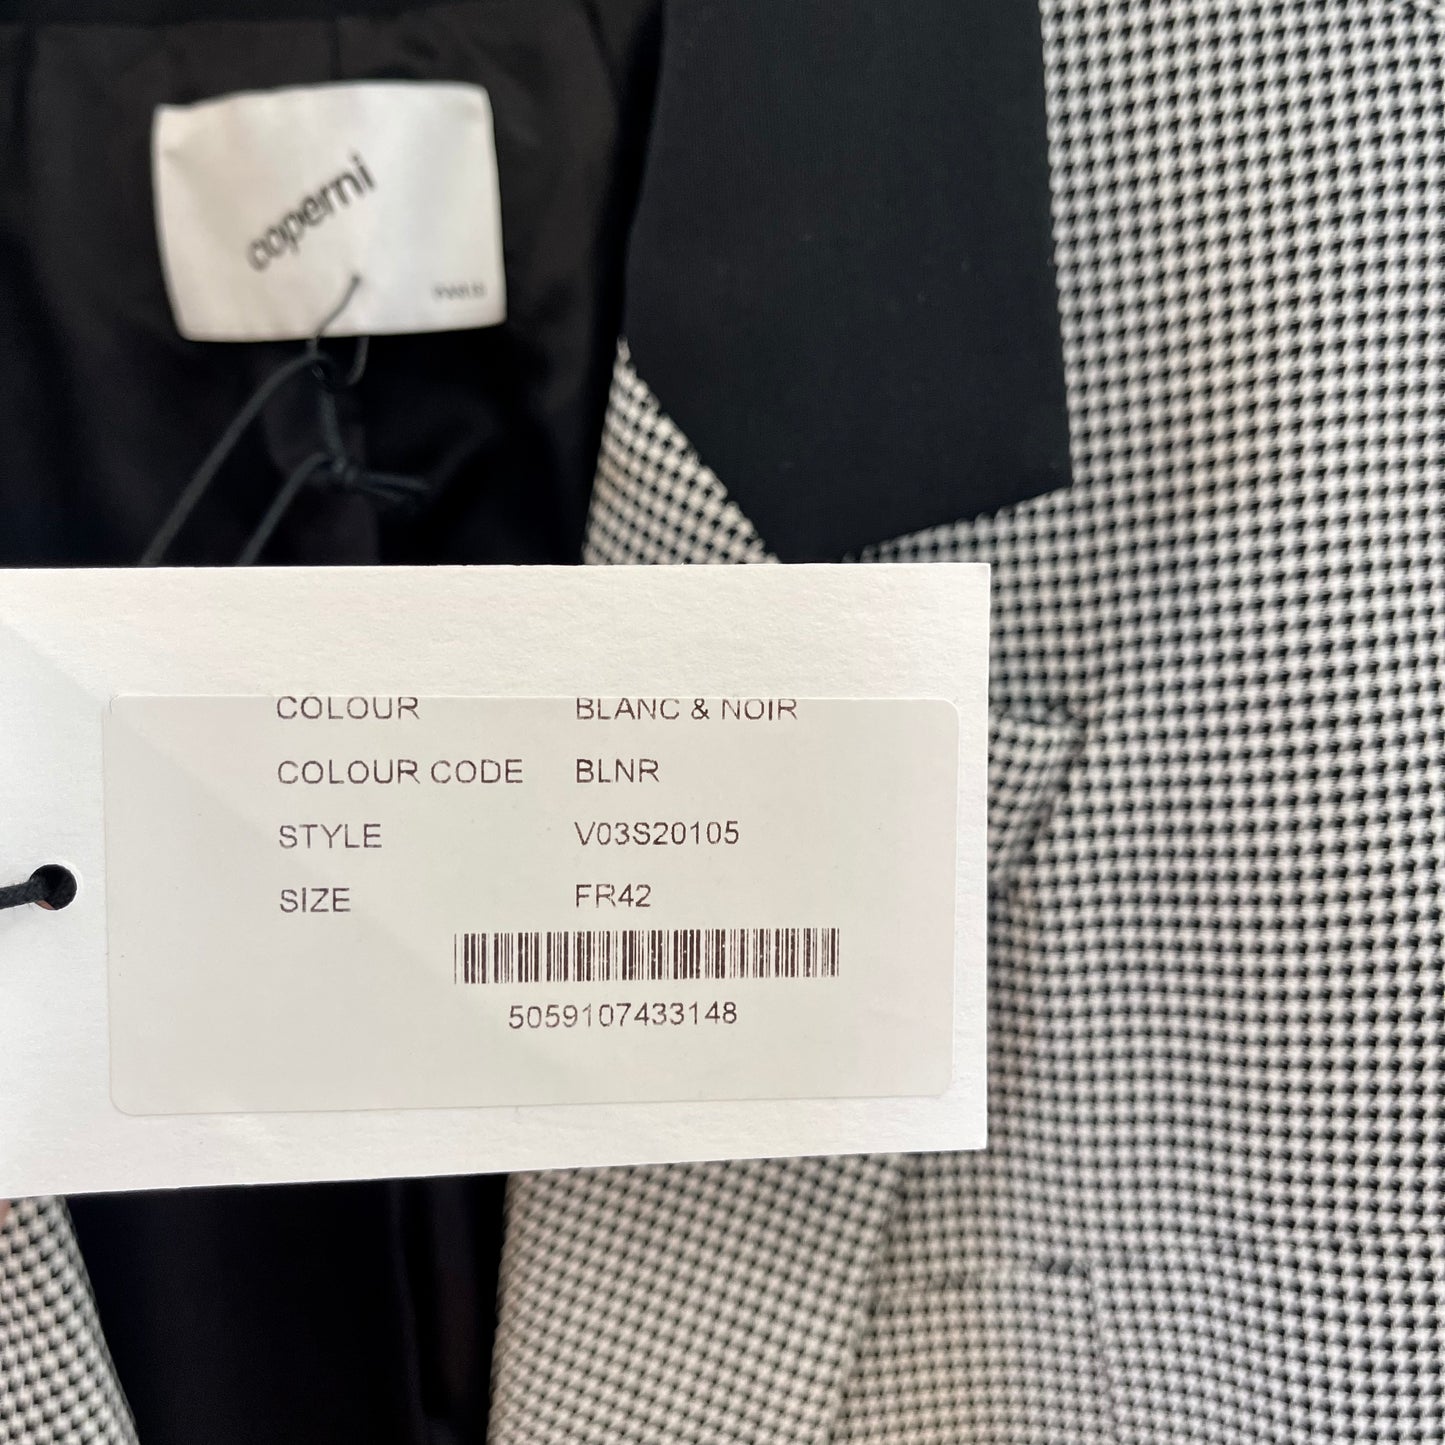 coperni
PARIS
COLOUR BLANC & NOIR
COLOUR CODE BLNR
STYLE V03S20105
SIZE FR42
5059107433148